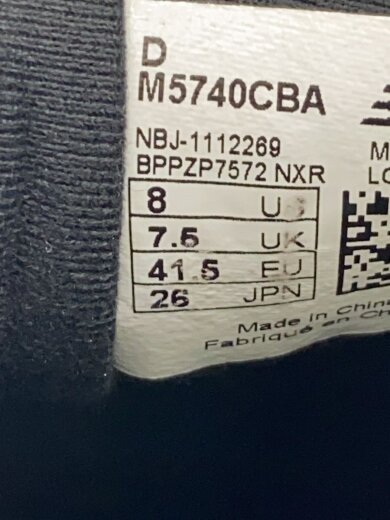 D
M5740CBA
NBJ-1112269
BPPZP7572 NXR
8 US
7.5 UK
41.5 EU
26 JPN
Made in China
Fabriqué en